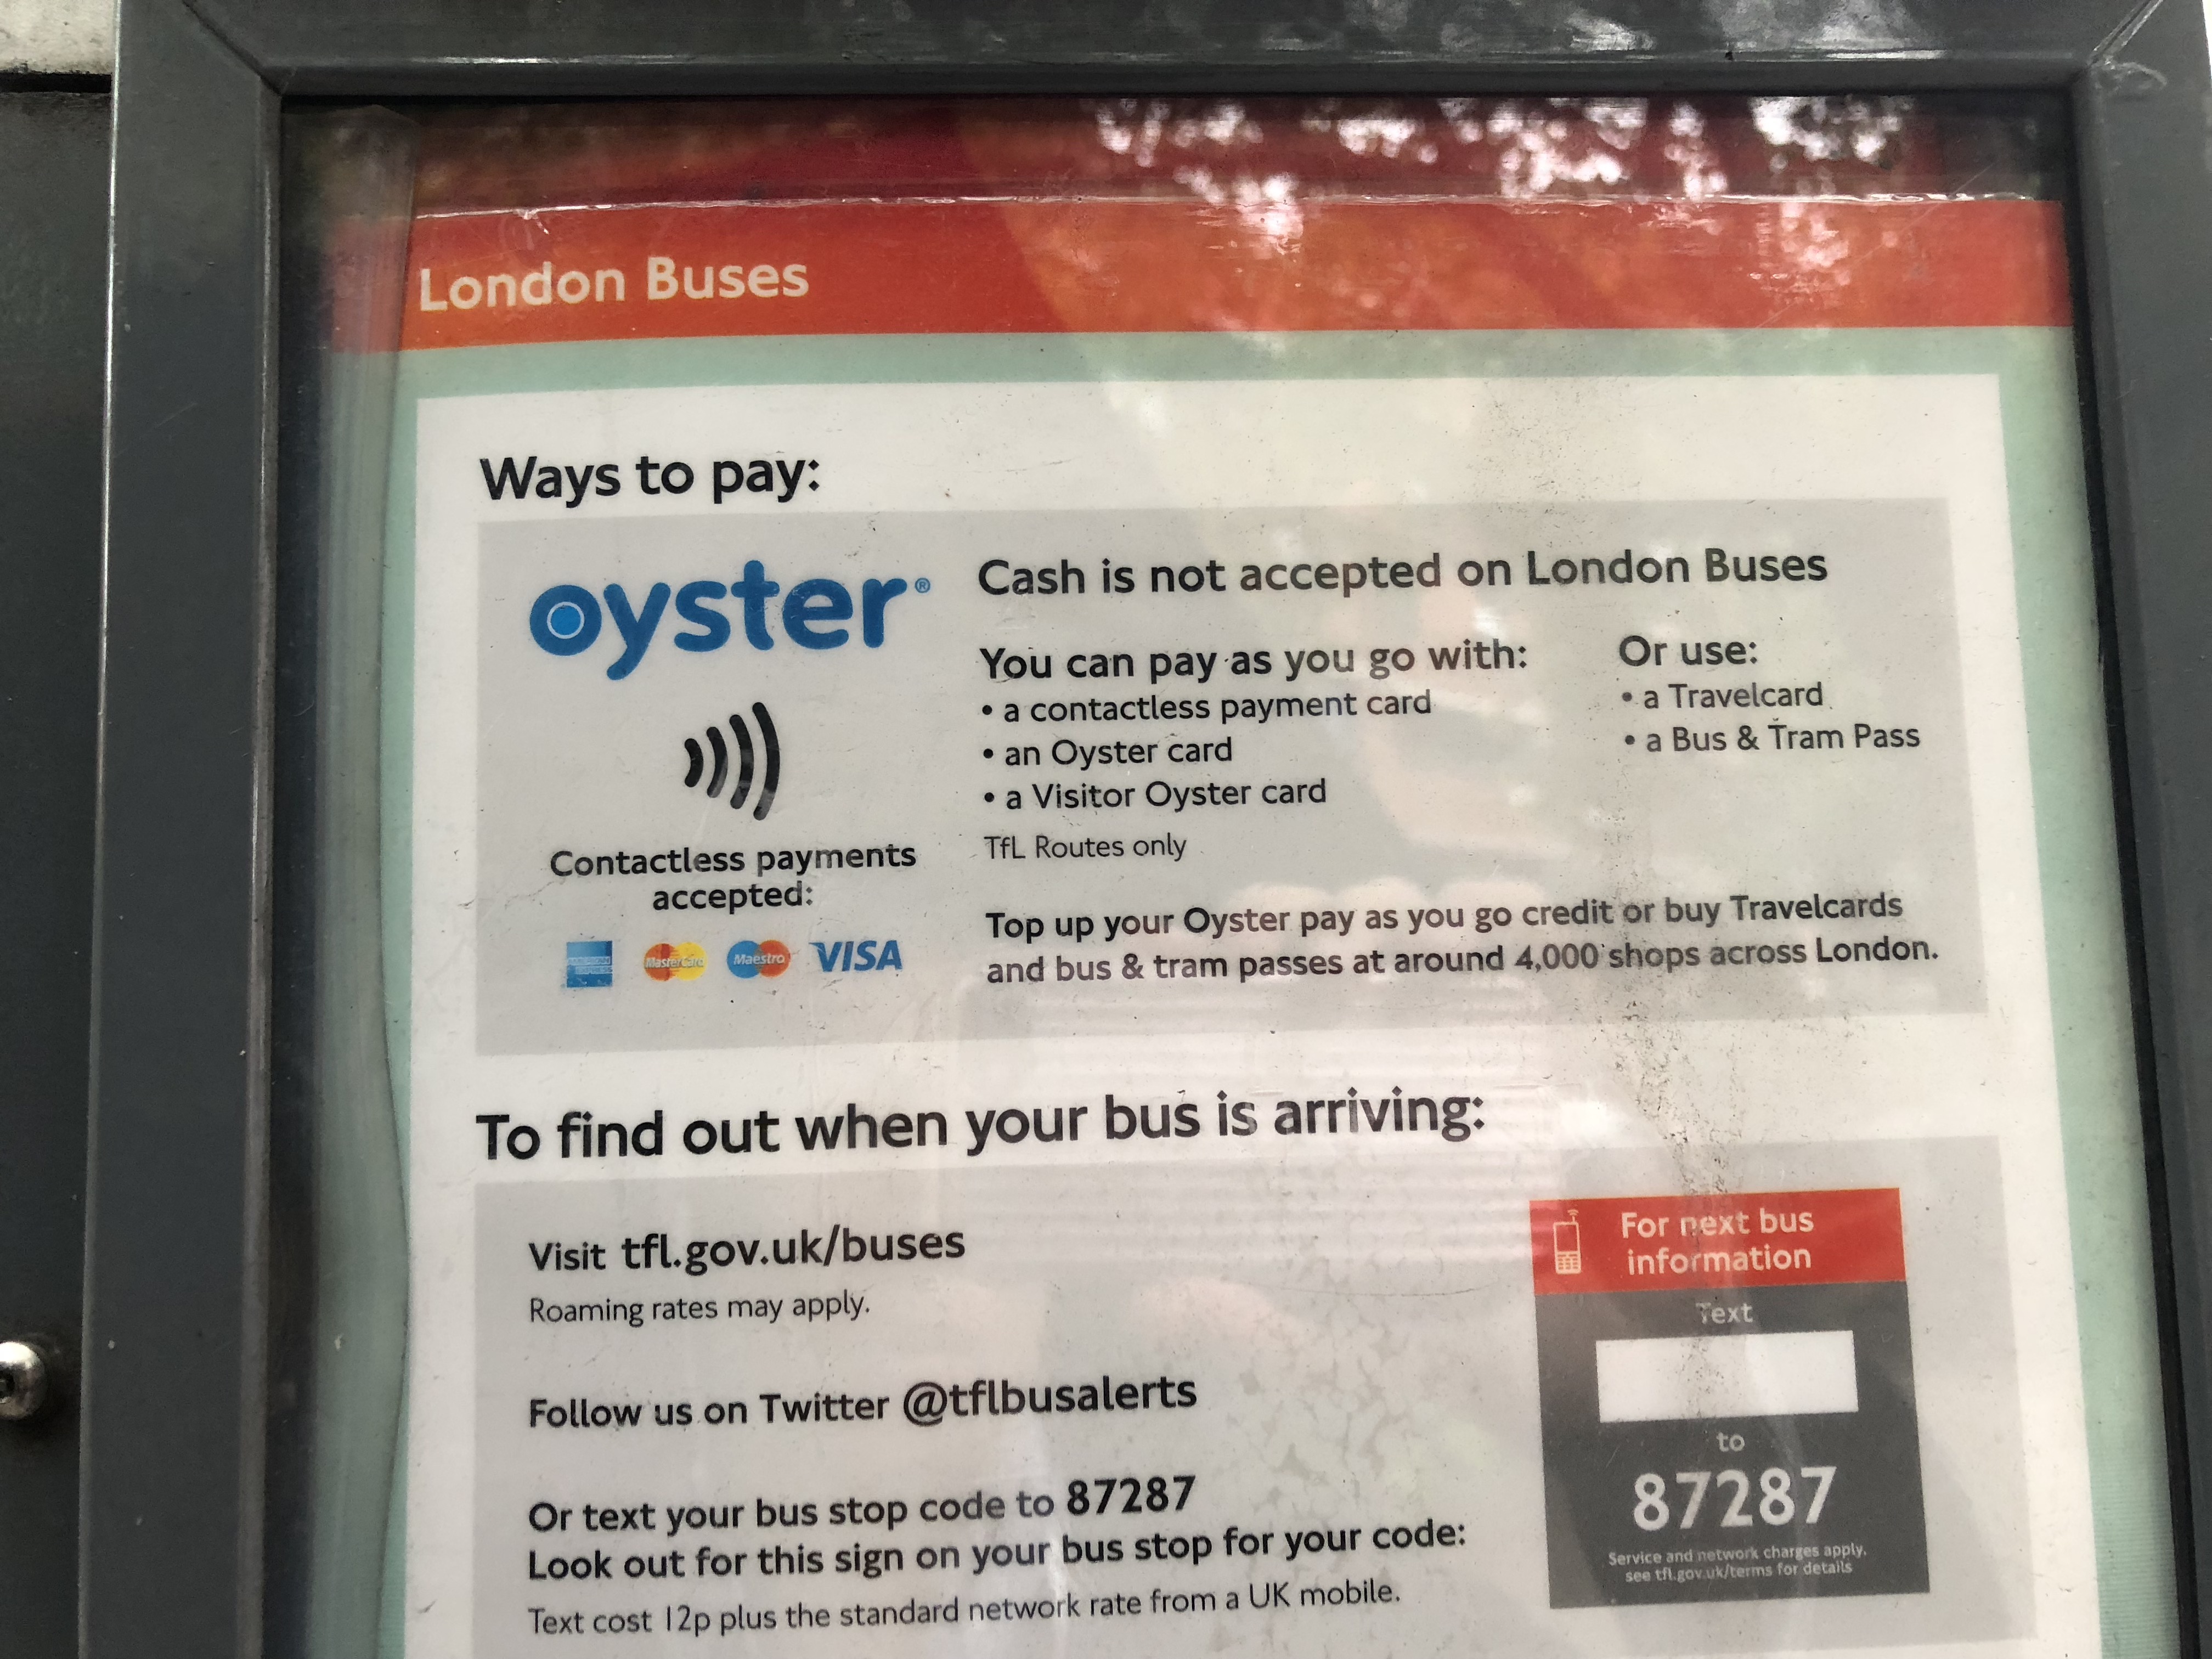 London Buses
Ways to pay:
oyster®
Contactless payments
accepted:
AMERICAN EXPRESS
MasterCard
Maestro
VISA
Cash is not accepted on London Buses
You can pay as you go with:
• a contactless payment card
• an Oyster card
• a Visitor Oyster card
TfL Routes only
Or use:
• a Travelcard
• a Bus & Tram Pass
Top up your Oyster pay as you go credit or buy Travelcards
and bus & tram passes at around 4,000 shops across London.
To find out when your bus is arriving:
Visit tfl.gov.uk/buses
Roaming rates may apply.
Follow us on Twitter @tflbusalerts
Or text your bus stop code to 87287
Look out for this sign on your bus stop for your code:
Text cost 12p plus the standard network rate from a UK mobile.
For next bus
information
Text
to
87287
Service and network charges apply,
see tfl.gov.uk/terms for details